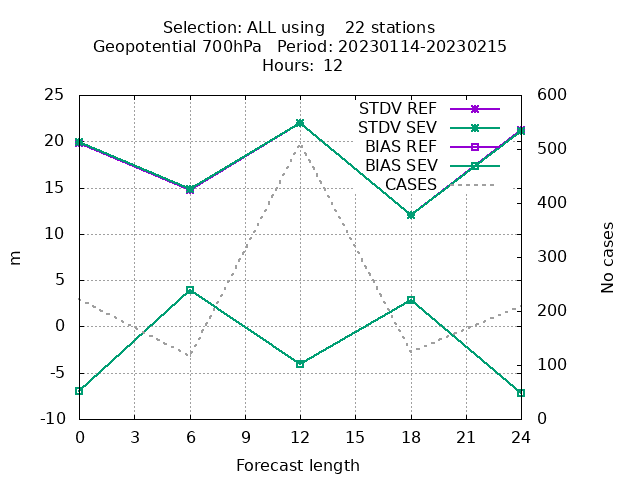 Selection: ALL using    22 stations
Geopotential 700hPa   Period: 20230114-20230215
Hours:  12
25
20
15
10
5
0
-5
-10
m
STDV REF
STDV SEV
BIAS REF
BIAS SEV
CASES
600
500
400
300
200
100
0
No cases
0 3 6 9 12 15 18 21 24
Forecast length